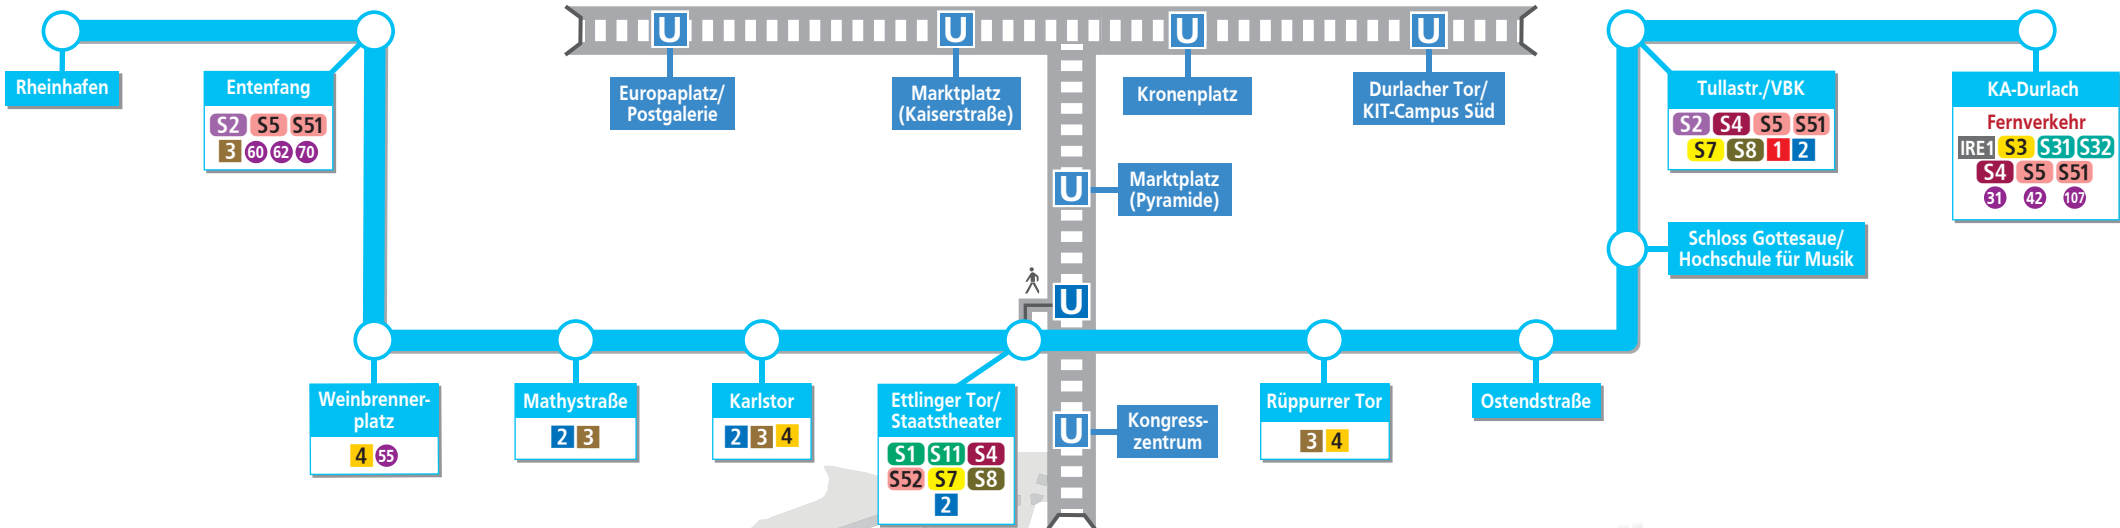 Rheinhafen
Entenfang
S2 S5 S51
3 60 62 70
U
Europaplatz/
Postgalerie
U
Marktplatz
(Kaiserstraße)
U
Kronenplatz
U
Durlacher Tor/
KIT-Campus Süd
U
Marktplatz
(Pyramide)
U
U
Kongress-
zentrum
Weinbrenner-
platz
4 55
Mathystraße
2 3
Karlstor
2 3 4
Ettlinger Tor/
Staatstheater
S1 S11 S4
S52 S7 S8
2
Rüppurrer Tor
3 4
Ostendstraße
Schloss Gottesaue/
Hochschule für Musik
Tullastr./VBK
S2 S4 S5 S51
S7 S8 1 2
KA-Durlach
Fernverkehr
IRE1 S3 S31 S32
S4 S5 S51
31 42 107